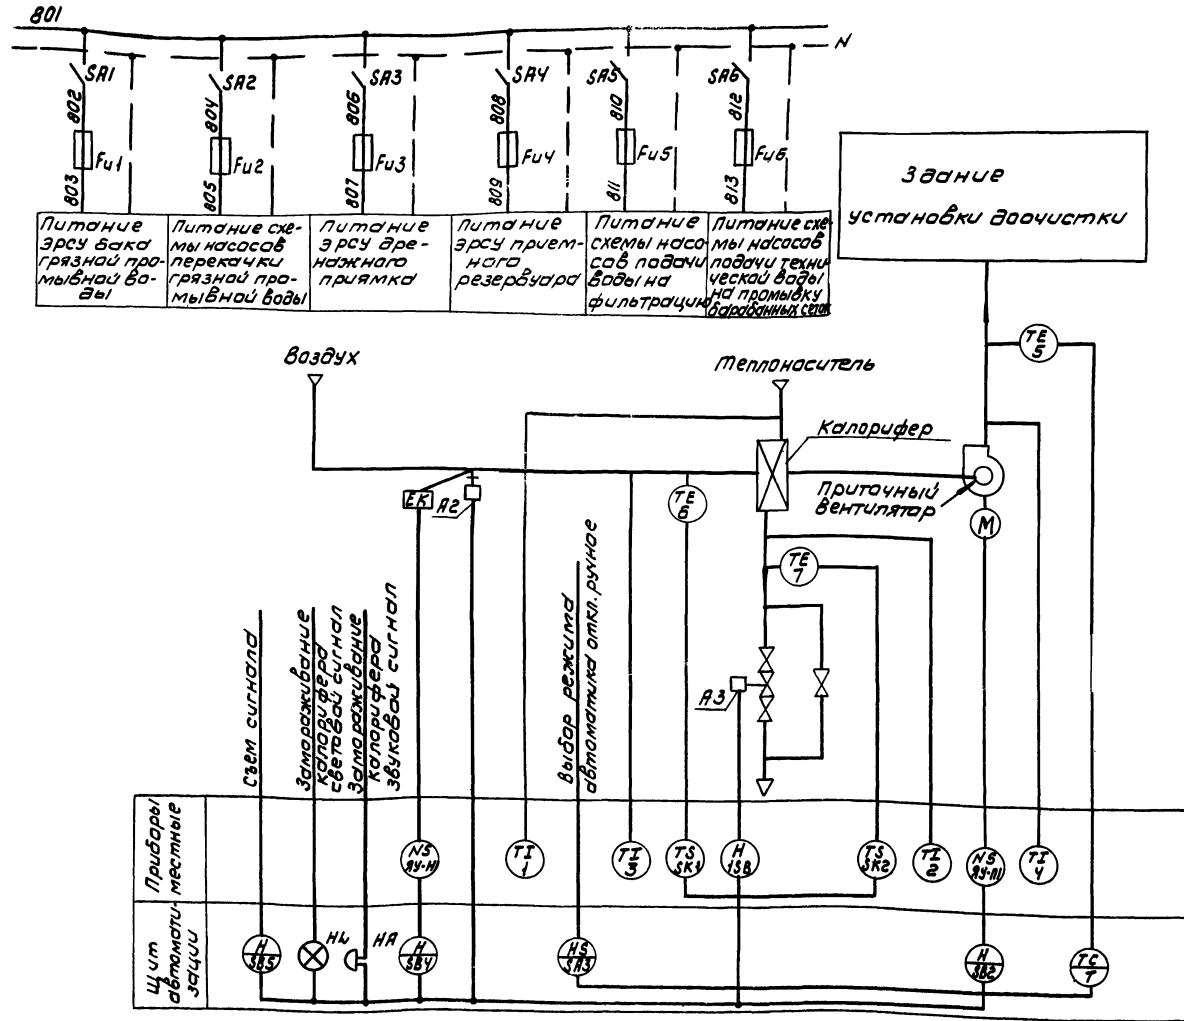 801
N
SA1
SA2
SA3
SA4
SA5
SA6
802
804
806
808
810
812
Fu1
Fu2
Fu3
Fu4
Fu5
Fu6
803
805
807
809
811
813
Питание
ЭРСУ бака
грязной про-
мывной во-
ды
Питание схе-
мы насосов
перекачки
грязной про-
мывной воды
Питание
ЭРСУ дре-
нажного
приямка
Питание
ЭРСУ прием-
ного
резервуара
Питание
схемы насо-
сов подачи
воды на
фильтрацию
Питание схе-
мы насосов
подачи техни-
ческой воды
на промывку
барабанных сеток
Здание
установки доочистки
Воздух
Теплоноситель
TE
5
Калорифер
EK
A2
TE
6
Приточный
вентилятор
M
TE
7
A3
Съем сигнала
Замораживание
калорифера
световой сигнал
Замораживание
калорифера
звуковой сигнал
Выбор режима
автоматика откл. ручное
Приборы
местные
NS
ЯУ-П1
TI
1
TI
3
TS
SK1
H
1SB
TS
SK2
TI
2
NS
ЯУ-П1
TI
4
Щит
автомати-
зации
H
SB5
HL
HA
H
SB4
HS
SA3
H
SB2
TC
T